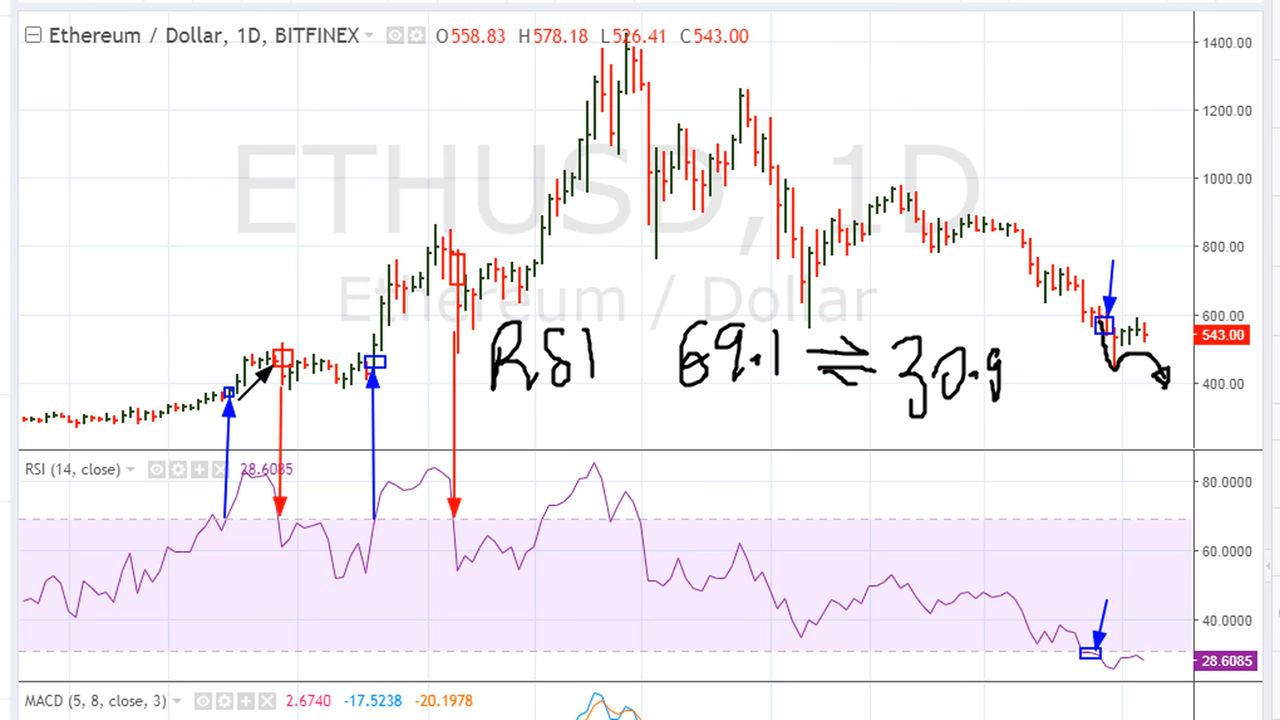 Ethereum / Dollar, 1D, BITFINEX O558.83 H578.18 L526.41 C543.00
1400.00
1200.00
ETHUSD, 1D
1000.00
800.00
Ethereum / Dollar
600.00
543.00
RSI 69.1 ⇌ 30.9
400.00
RSI (14, close) 28.6085
80.0000
60.0000
40.0000
28.6085
MACD (5, 8, close, 3) 2.6740 -17.5238 -20.1978